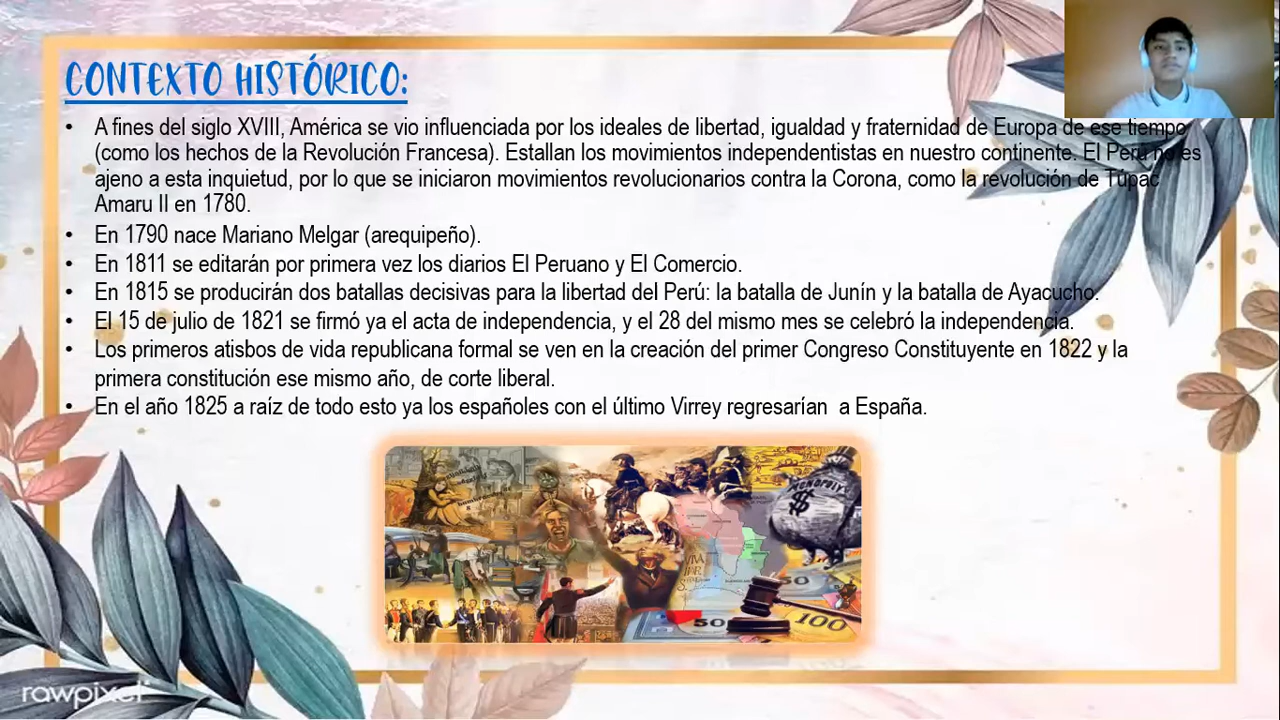 CONTEXTO HISTÓRICO:
• A fines del siglo XVIII, América se vio influenciada por los ideales de libertad, igualdad y fraternidad de Europa de ese tiempo
(como los hechos de la Revolución Francesa). Estallan los movimientos independentistas en nuestro continente. El Perú no es
ajeno a esta inquietud, por lo que se iniciaron movimientos revolucionarios contra la Corona, como la revolución de Túpac
Amaru II en 1780.
• En 1790 nace Mariano Melgar (arequipeño).
• En 1811 se editarán por primera vez los diarios El Peruano y El Comercio.
• En 1815 se producirán dos batallas decisivas para la libertad del Perú: la batalla de Junín y la batalla de Ayacucho.
• El 15 de julio de 1821 se firmó ya el acta de independencia, y el 28 del mismo mes se celebró la independencia.
• Los primeros atisbos de vida republicana formal se ven en la creación del primer Congreso Constituyente en 1822 y la
primera constitución ese mismo año, de corte liberal.
• En el año 1825 a raíz de todo esto ya los españoles con el último Virrey regresarían a España.
MONOPOLY
$
50
50
100
rawpixel